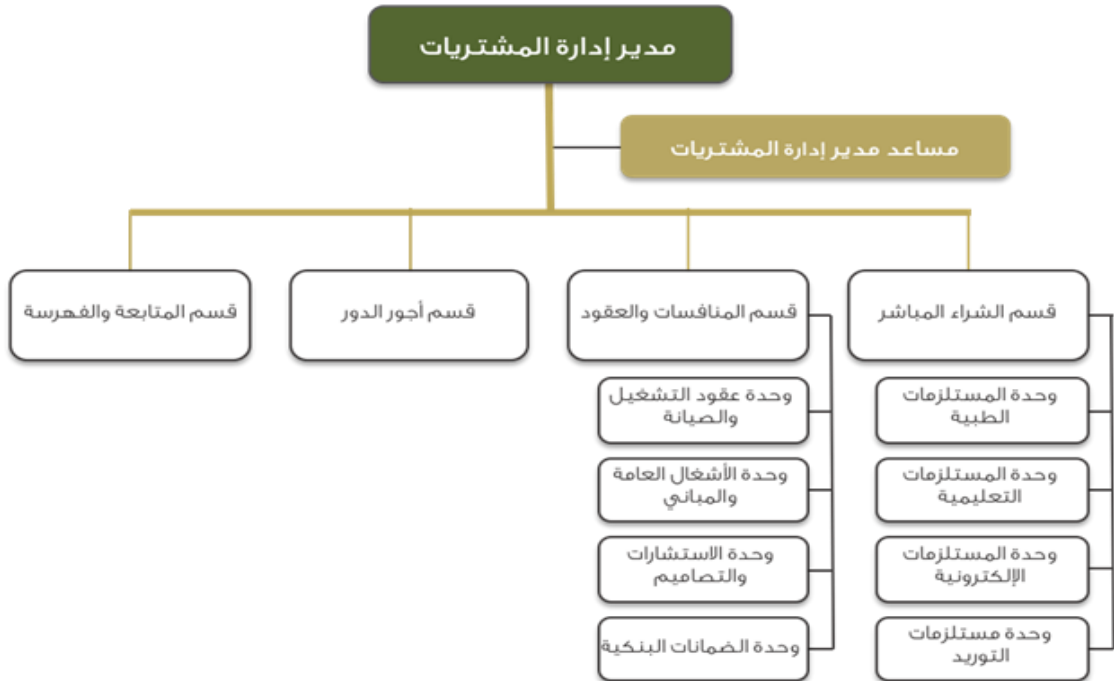 مدير إدارة المشتريات
مساعد مدير إدارة المشتريات
قسم الشراء المباشر
قسم المنافسات والعقود
قسم أجور الدور
قسم المتابعة والفهرسة
وحدة المستلزمات
الطبية
وحدة المستلزمات
التعليمية
وحدة المستلزمات
الإلكترونية
وحدة مستلزمات
التوريد
وحدة عقود التشغيل
والصيانة
وحدة الأشغال العامة
والمباني
وحدة الاستشارات
والتصاميم
وحدة الضمانات البنكية